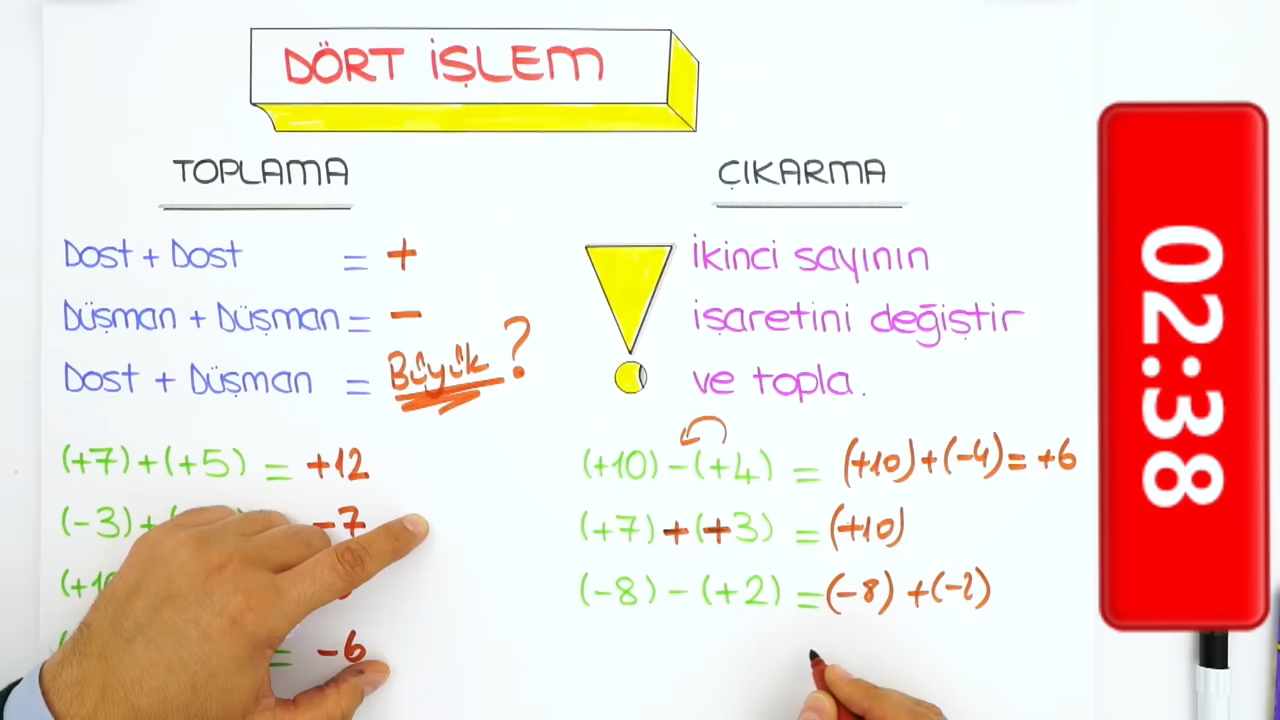 DÖRT İŞLEM
TOPLAMA
Dost + Dost = +
Düşman + Düşman = -
Dost + Düşman = Büyük ?
(+7)+(+5) = +12
(-3)+ -7
(+1
= -6
ÇIKARMA
İkinci sayının
işaretini değiştir
ve topla.
(+10)-(+4) = (+10)+(-4)= +6
(+7)+(+3) = (+10)
(-8)-(+2) =(-8)+(-2)
02:38